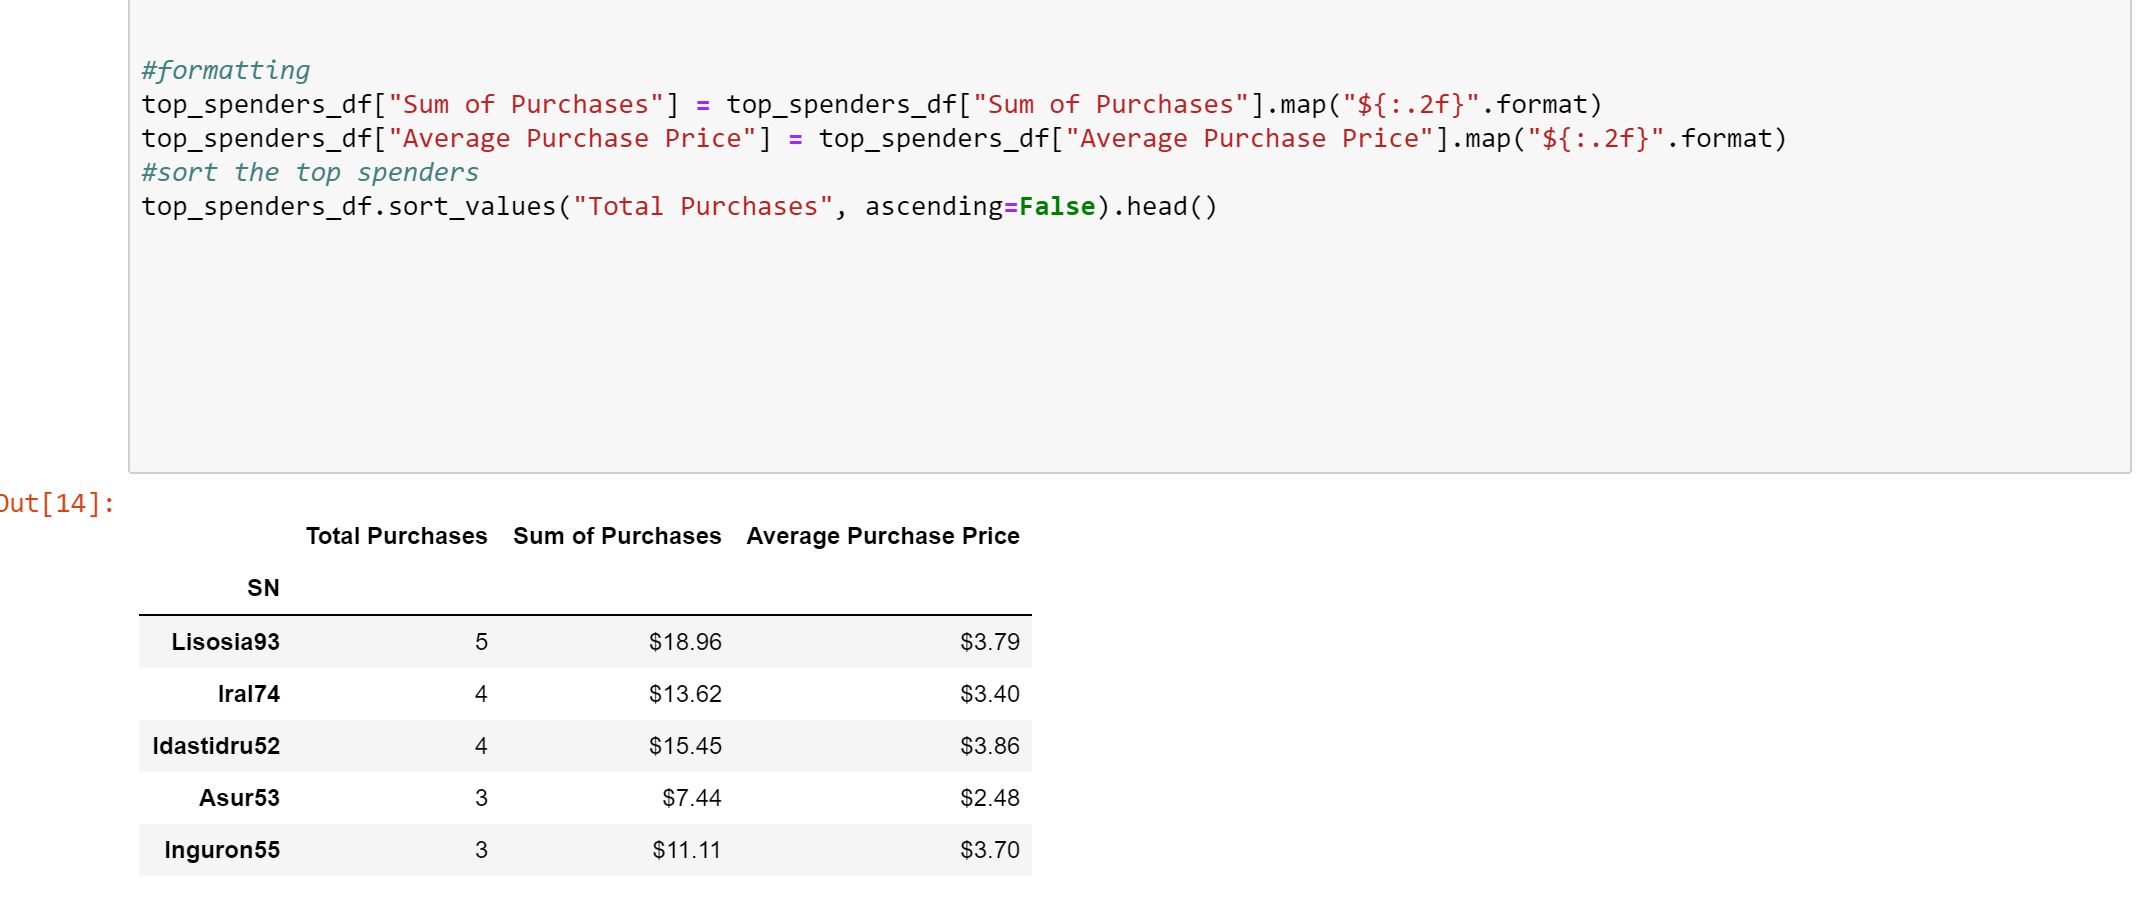 #formatting
top_spenders_df["Sum of Purchases"] = top_spenders_df["Sum of Purchases"].map("${:.2f}".format)
top_spenders_df["Average Purchase Price"] = top_spenders_df["Average Purchase Price"].map("${:.2f}".format)
#sort the top spenders
top_spenders_df.sort_values("Total Purchases", ascending=False).head()
Out[14]:
Total Purchases Sum of Purchases Average Purchase Price
SN
Lisosia93 5 $18.96 $3.79
Iral74 4 $13.62 $3.40
Idastidru52 4 $15.45 $3.86
Asur53 3 $7.44 $2.48
Inguron55 3 $11.11 $3.70